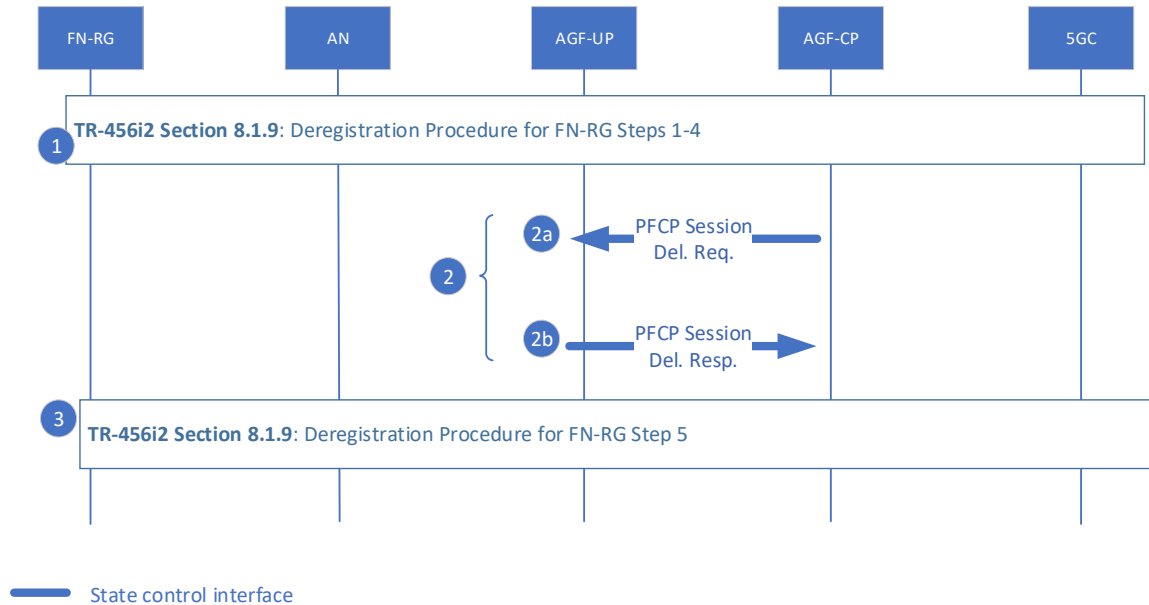 FN-RG
AN
AGF-UP
AGF-CP
5GC
TR-456i2 Section 8.1.9: Deregistration Procedure for FN-RG Steps 1-4
1
2a
PFCP Session
Del. Req.
2
2b
PFCP Session
Del. Resp.
3
TR-456i2 Section 8.1.9: Deregistration Procedure for FN-RG Step 5
State control interface